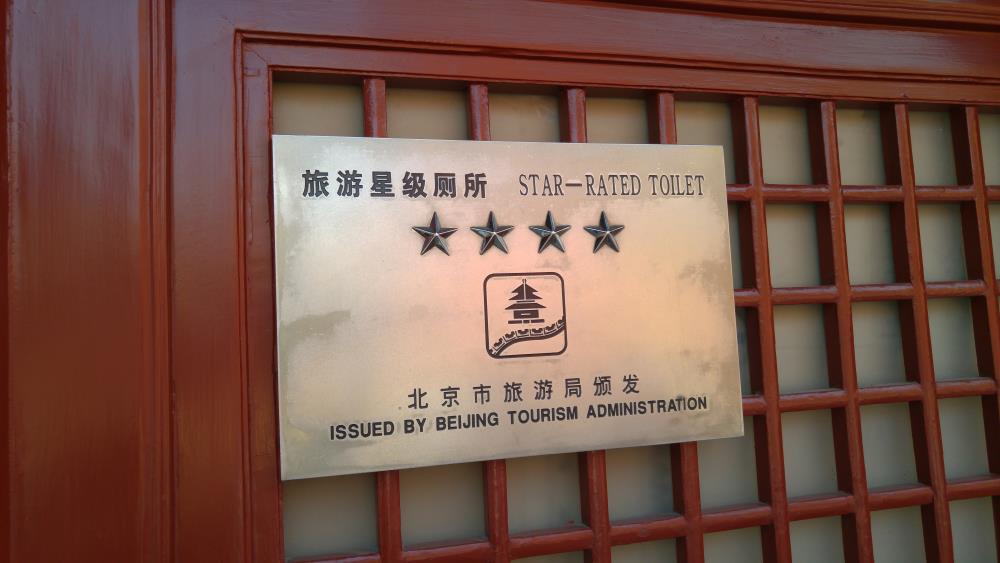 旅游星级厕所 STAR—RATED TOILET
北京市旅游局颁发
ISSUED BY BEIJING TOURISM ADMINISTRATION